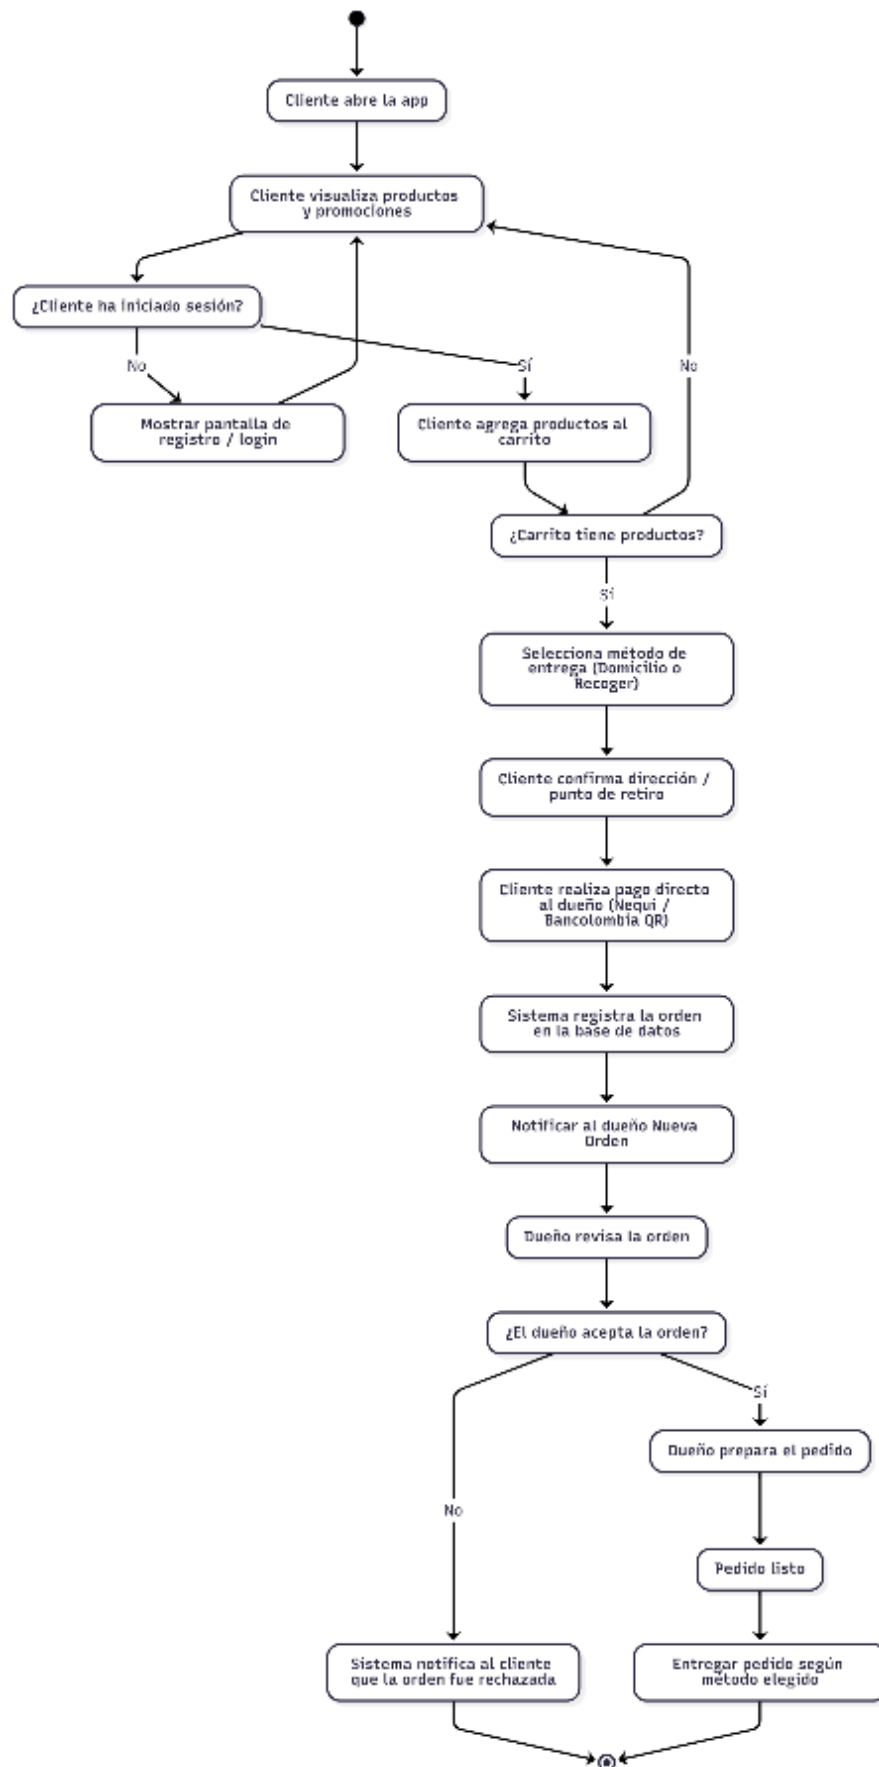 Cliente abre la app
Cliente visualiza productos
y promociones
¿Cliente ha iniciado sesión?
No
Sí
No
Mostrar pantalla de
registro / login
Cliente agrega productos al
carrito
¿Carrito tiene productos?
Sí
Selecciona método de
entrega (Domicilio o
Recoger)
Cliente confirma dirección /
punto de retiro
Cliente realiza pago directo
al dueño (Nequi /
Bancolombia QR)
Sistema registra la orden
en la base de datos
Notificar al dueño Nueva
Orden
Dueño revisa la orden
¿El dueño acepta la orden?
Sí
Dueño prepara el pedido
No
Pedido listo
Sistema notifica al cliente
que la orden fue rechazada
Entregar pedido según
método elegido